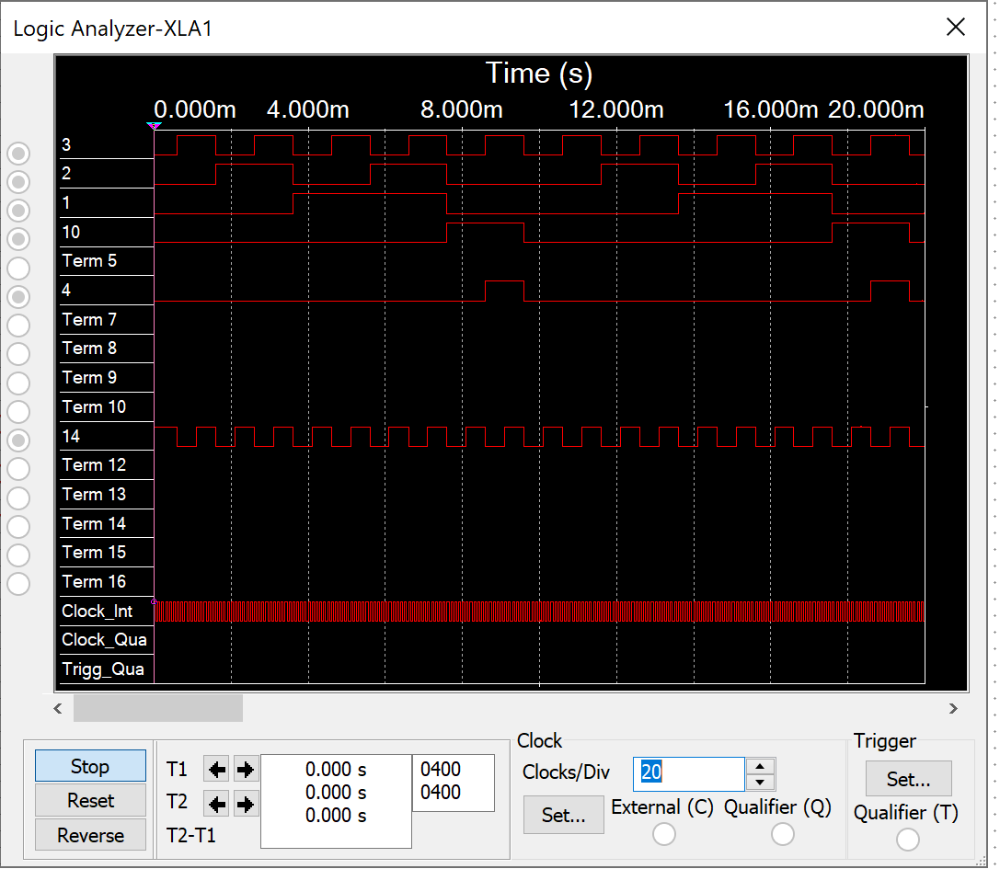 Logic Analyzer-XLA1
Time (s)
0.000m 4.000m 8.000m 12.000m 16.000m 20.000m
3
2
1
10
Term 5
4
Term 7
Term 8
Term 9
Term 10
14
Term 12
Term 13
Term 14
Term 15
Term 16
Clock_Int
Clock_Qua
Trigg_Qua
Stop
Reset
Reverse
T1
T2
T2-T1
0.000 s
0.000 s
0.000 s
0400
0400
Clock
Clocks/Div 20
Set...
External (C) Qualifier (Q)
Trigger
Set...
Qualifier (T)